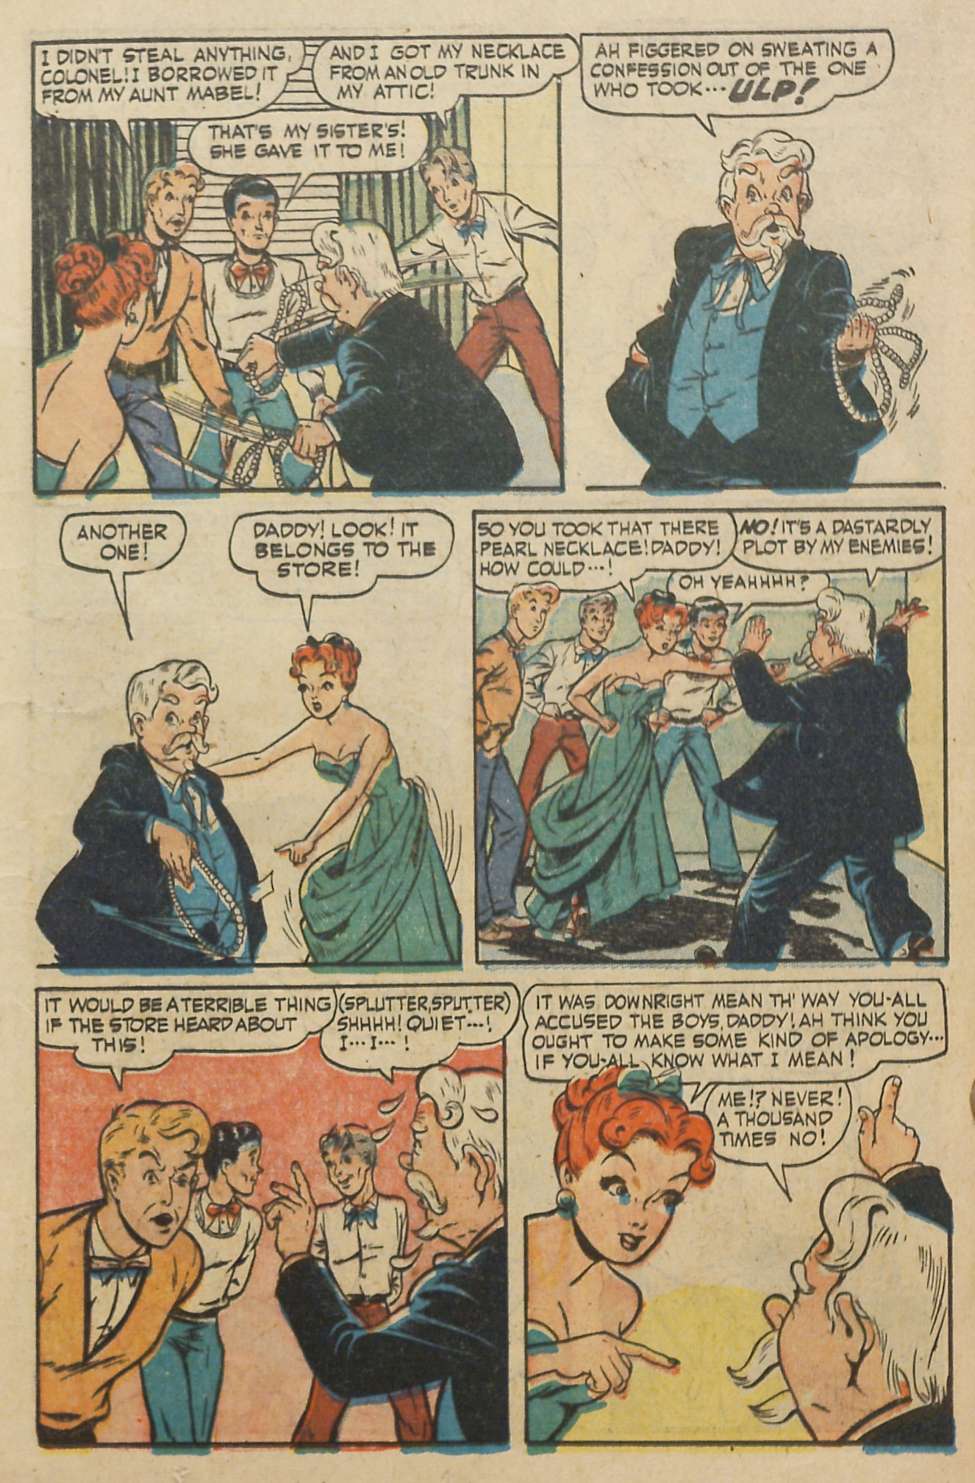 I DIDN'T STEAL ANYTHING,
COLONEL! I BORROWED IT
FROM MY AUNT MABEL!
AND I GOT MY NECKLACE
FROM AN OLD TRUNK IN
MY ATTIC!
THAT'S MY SISTER'S!
SHE GAVE IT TO ME!
AH FIGGERED ON SWEATING A
CONFESSION OUT OF THE ONE
WHO TOOK... ULP!
ANOTHER
ONE!
DADDY! LOOK! IT
BELONGS TO THE
STORE!
SO YOU TOOK THAT THERE
PEARL NECKLACE! DADDY!
HOW COULD...!
OH YEAHHHH?
NO! IT'S A DASTARDLY
PLOT BY MY ENEMIES!
IT WOULD BE A TERRIBLE THING
IF THE STORE HEARD ABOUT
THIS!
(SPLUTTER, SPUTTER)
SHHHH! QUIET...!
I... I...!
IT WAS DOWNRIGHT MEAN TH' WAY YOU-ALL
ACCUSED THE BOYS, DADDY! AH THINK YOU
OUGHT TO MAKE SOME KIND OF APOLOGY...
IF YOU-ALL KNOW WHAT I MEAN!
ME!? NEVER!
A THOUSAND
TIMES NO!